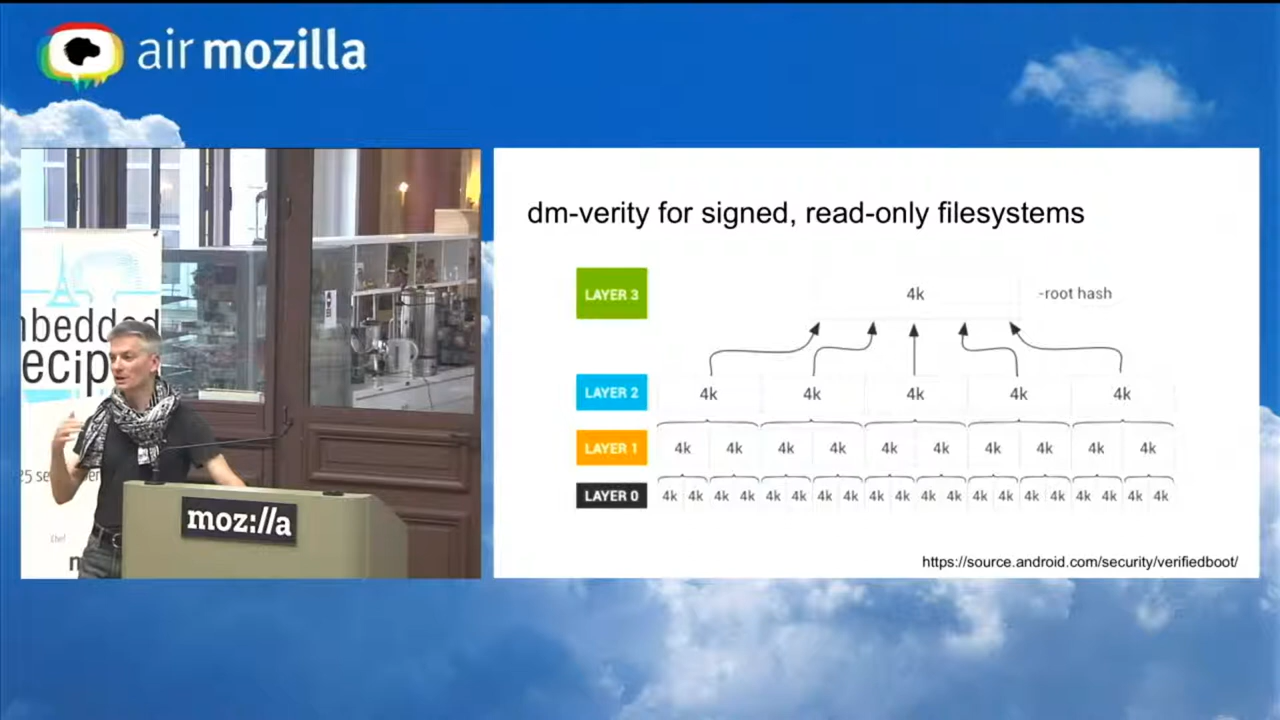 air mozilla
dm-verity for signed, read-only filesystems
LAYER 3
4k
-root hash
LAYER 2
4k 4k 4k 4k 4k
LAYER 1
4k 4k 4k 4k 4k 4k 4k 4k 4k 4k
LAYER 0
4k 4k 4k 4k 4k 4k 4k 4k 4k 4k 4k 4k 4k 4k 4k 4k 4k 4k 4k 4k
https://source.android.com/security/verifiedboot/
mbedded
ecip
25 se
moz://a